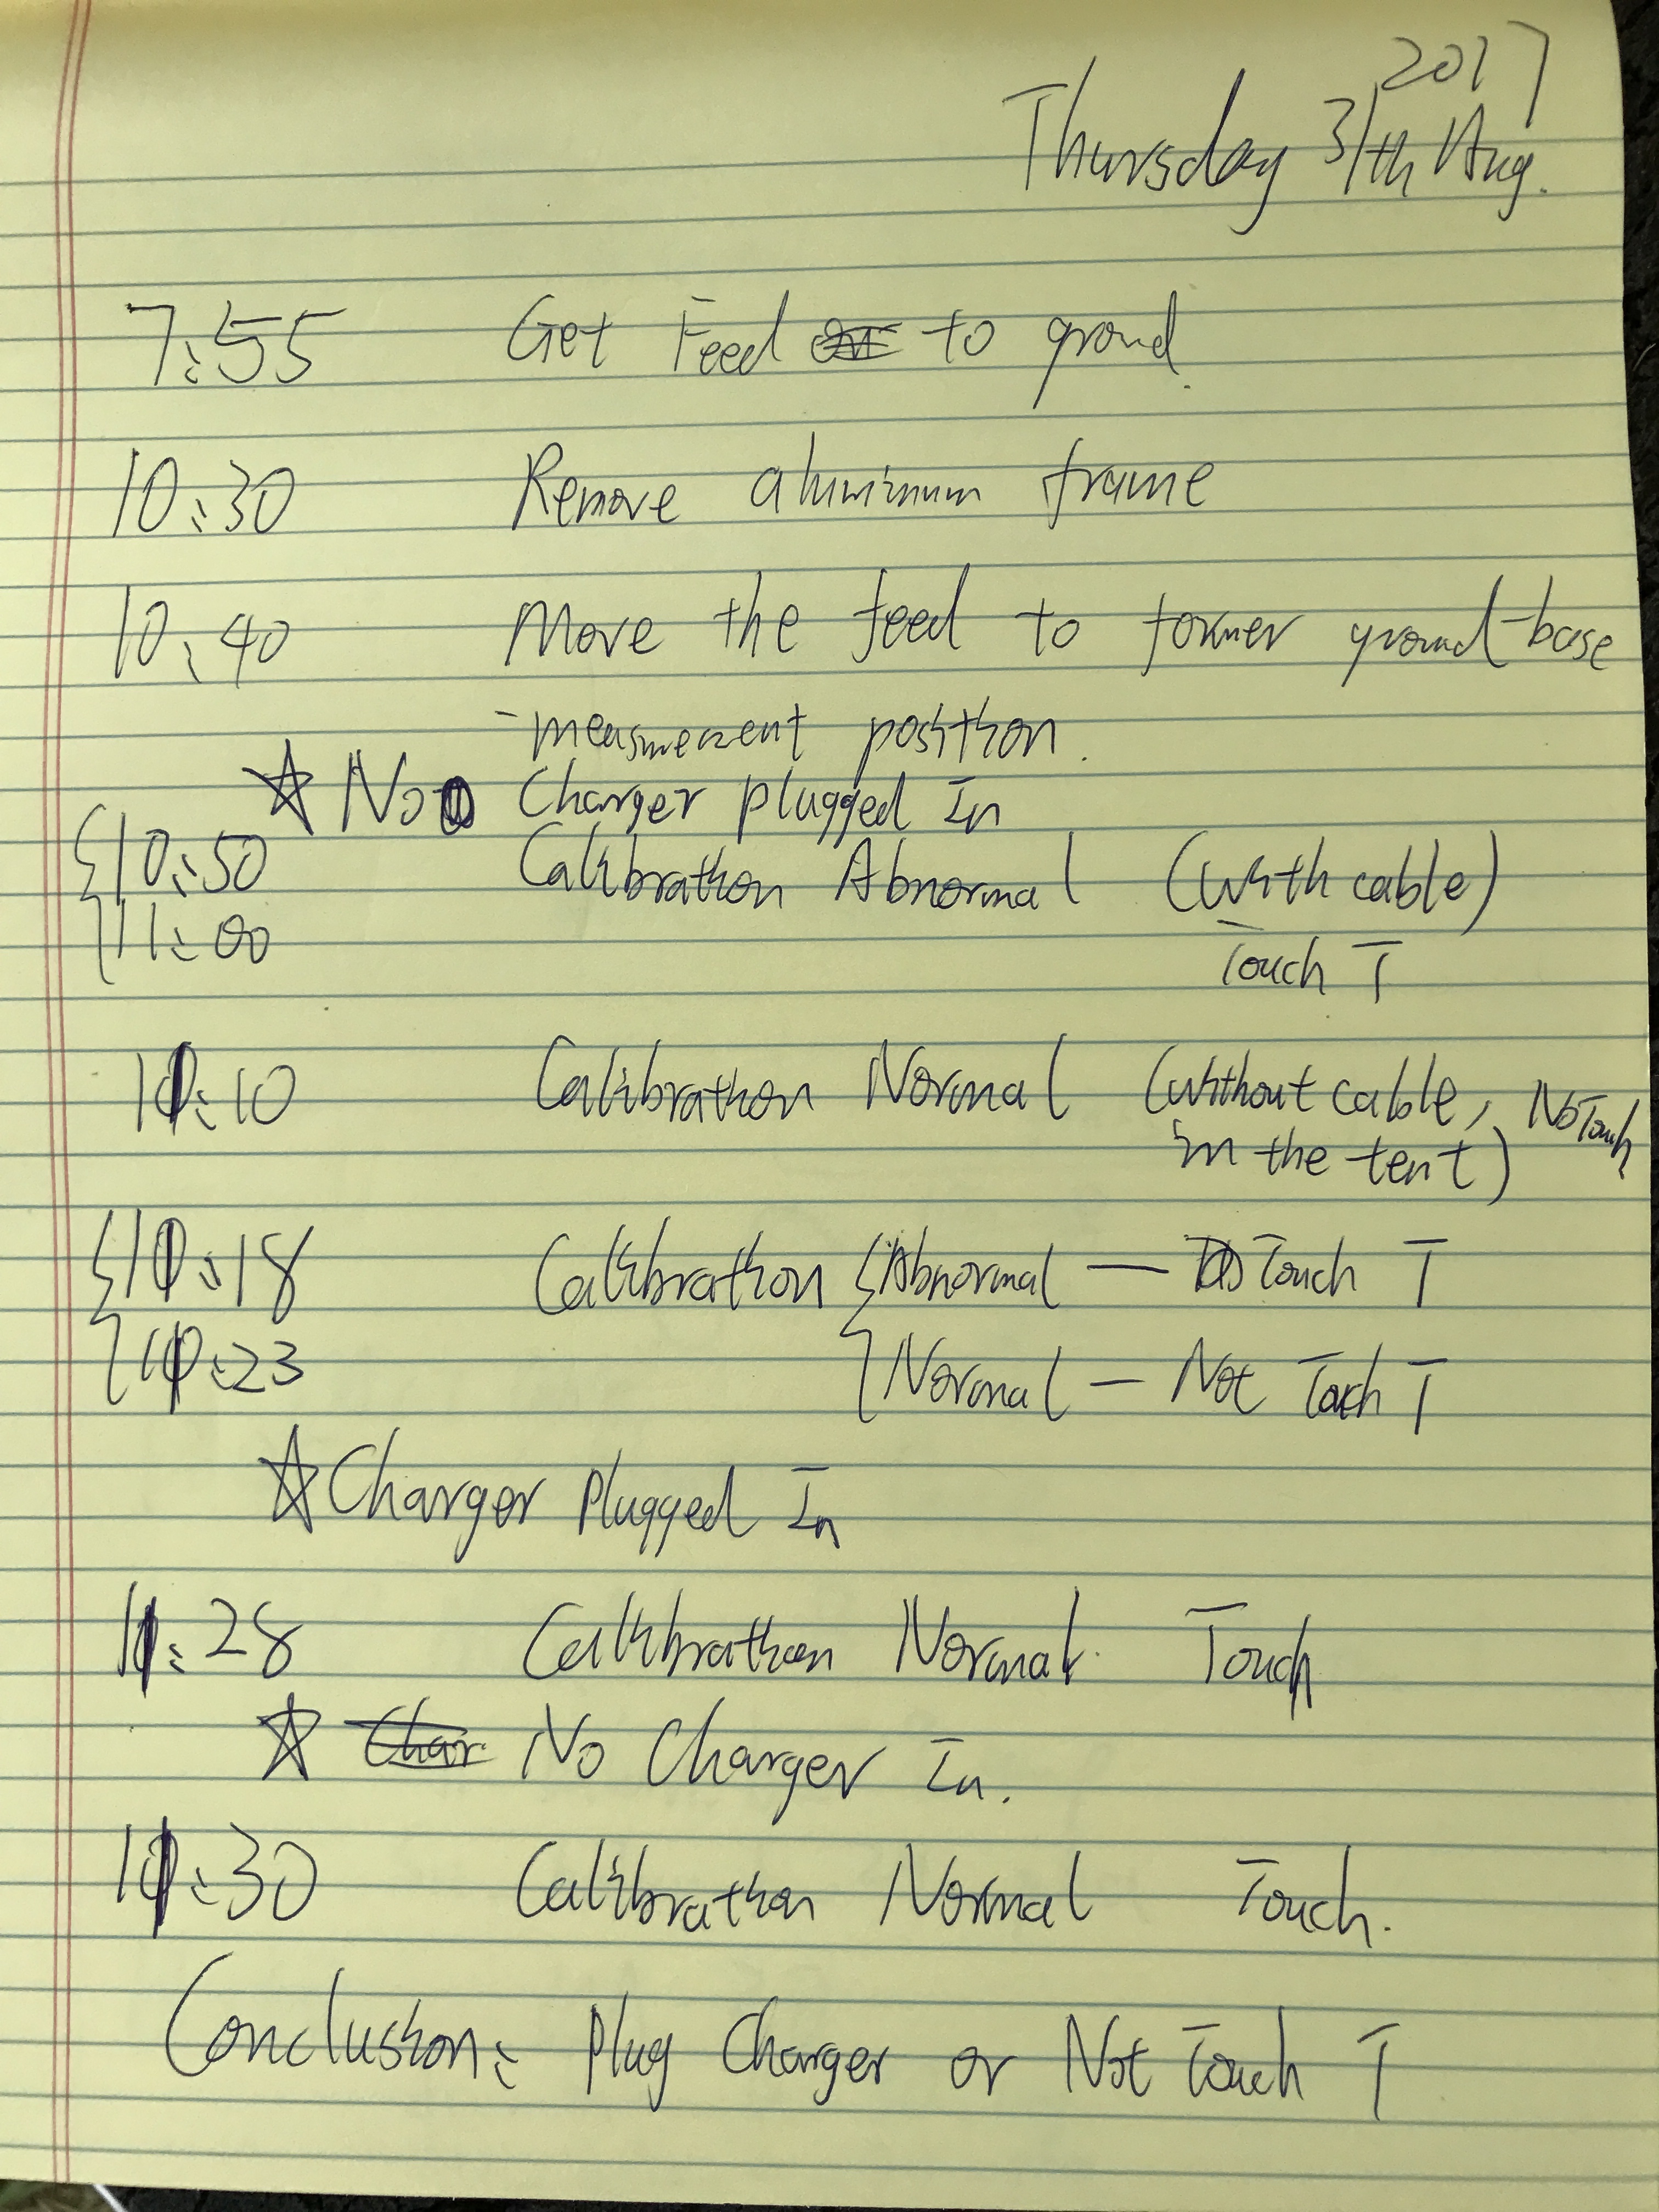 2017
Thursday 31th Aug.
7:55 Get Feed to ground.
10:30 Remove aluminum frame
10:40 Move the feed to former ground-base
-measurement position.
☆ No Charger plugged In
10:50 Calibration Abnormal (with cable)
11:00 Touch T
11:10 Calibration Normal (without cable, No Touch
in the tent)
11:18 Calibration { Abnormal — Touch T
11:23 Normal — Not Touch T
☆ Charger Plugged In
11:28 Calibration Normal. Touch
☆ Char No Charger In.
11:30 Calibration Normal Touch.
Conclusion: Plug Charger or Not Touch T